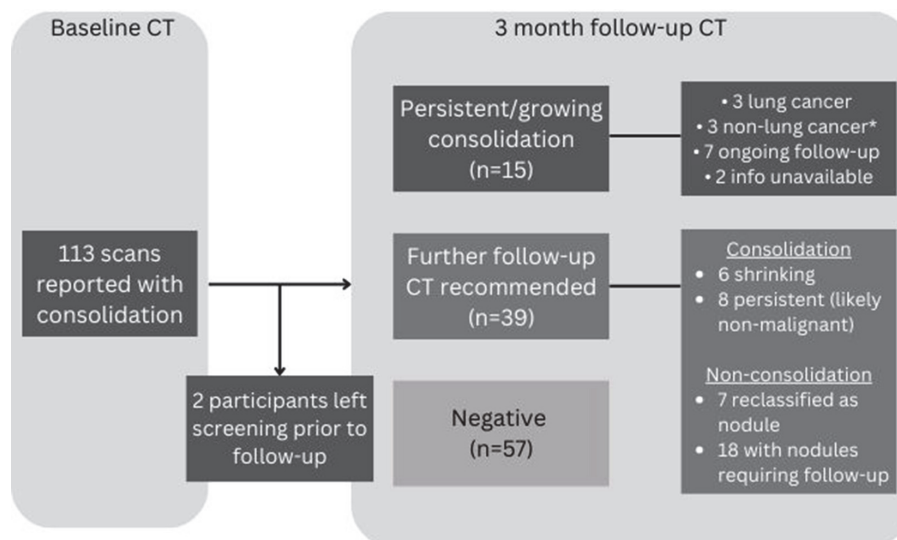 Baseline CT
3 month follow-up CT
113 scans
reported with
consolidation
2 participants left
screening prior to
follow-up
Persistent/growing
consolidation
(n=15)
• 3 lung cancer
• 3 non-lung cancer*
• 7 ongoing follow-up
• 2 info unavailable
Further follow-up
CT recommended
(n=39)
Consolidation
• 6 shrinking
• 8 persistent (likely
non-malignant)
Non-consolidation
• 7 reclassified as
nodule
• 18 with nodules
requiring follow-up
Negative
(n=57)